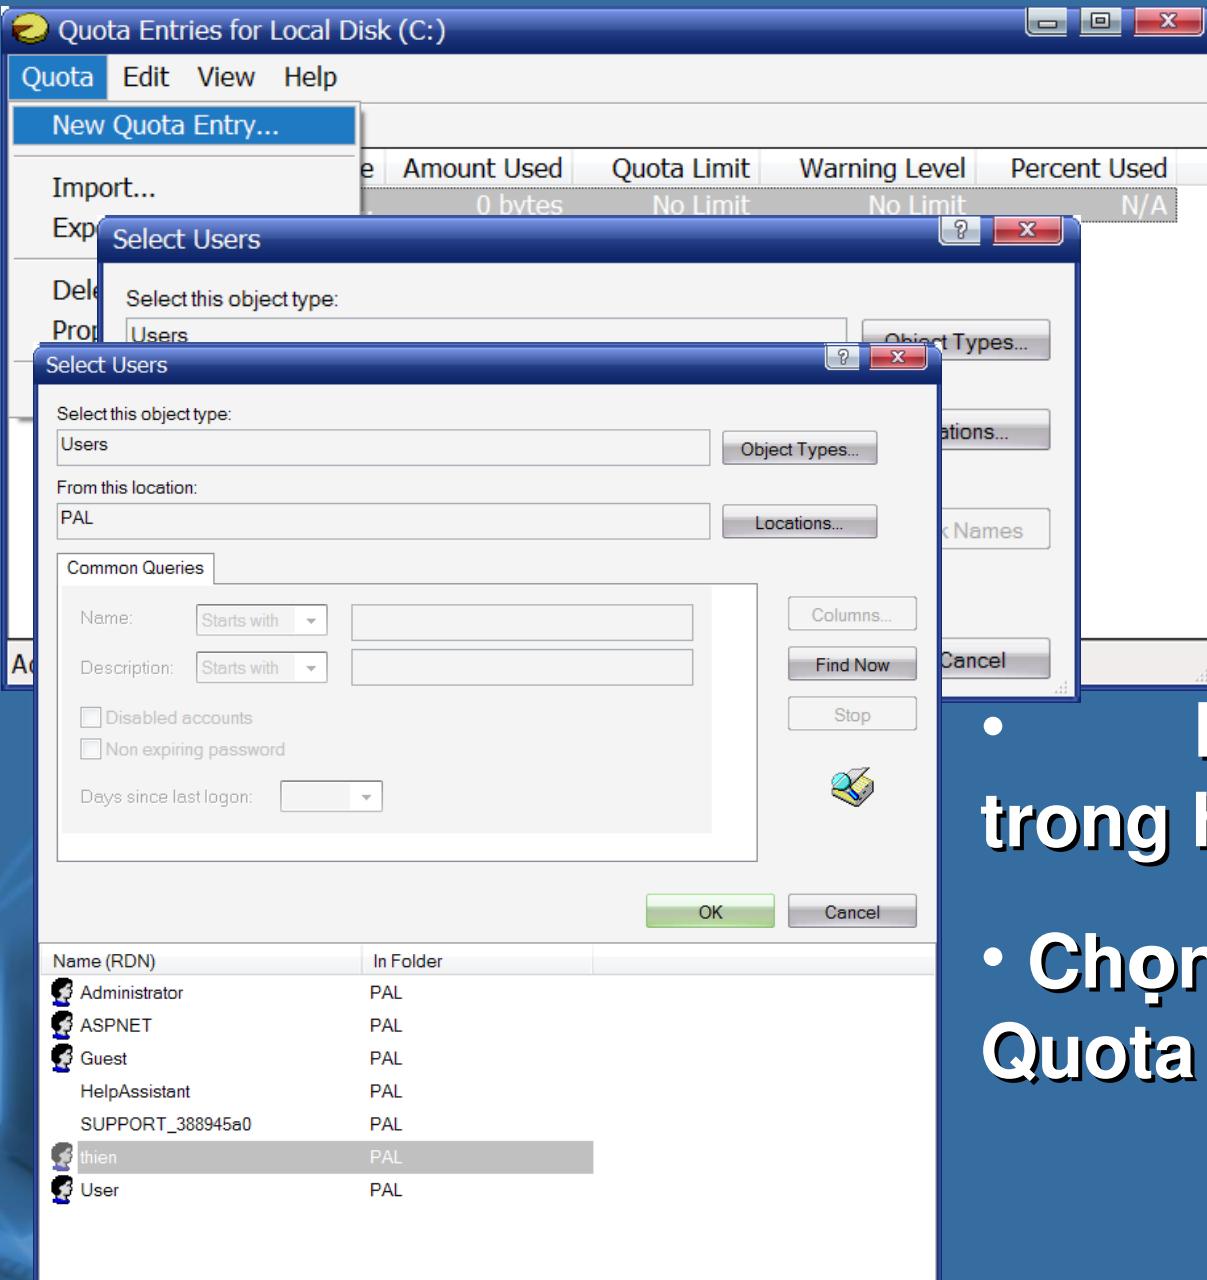 Quota Entries for Local Disk (C:)
Quota Edit View Help
New Quota Entry...
Amount Used Quota Limit Warning Level Percent Used
Import...
0 bytes No Limit No Limit N/A
Select Users
Select this object type:
Users
Object Types...
Select Users
Select this object type:
Users
Object Types...
From this location:
PAL
Locations...
Names
Common Queries
Name: Starts with
Columns...
Description: Starts with
Find Now
Cancel
Disabled accounts
Stop
Non expiring password
Days since last logon:
OK Cancel
Name (RDN) In Folder
Administrator PAL
ASPNET PAL
Guest PAL
HelpAssistant PAL
SUPPORT_388945a0 PAL
thien PAL
User PAL
•
trong
• Chọn
Quota